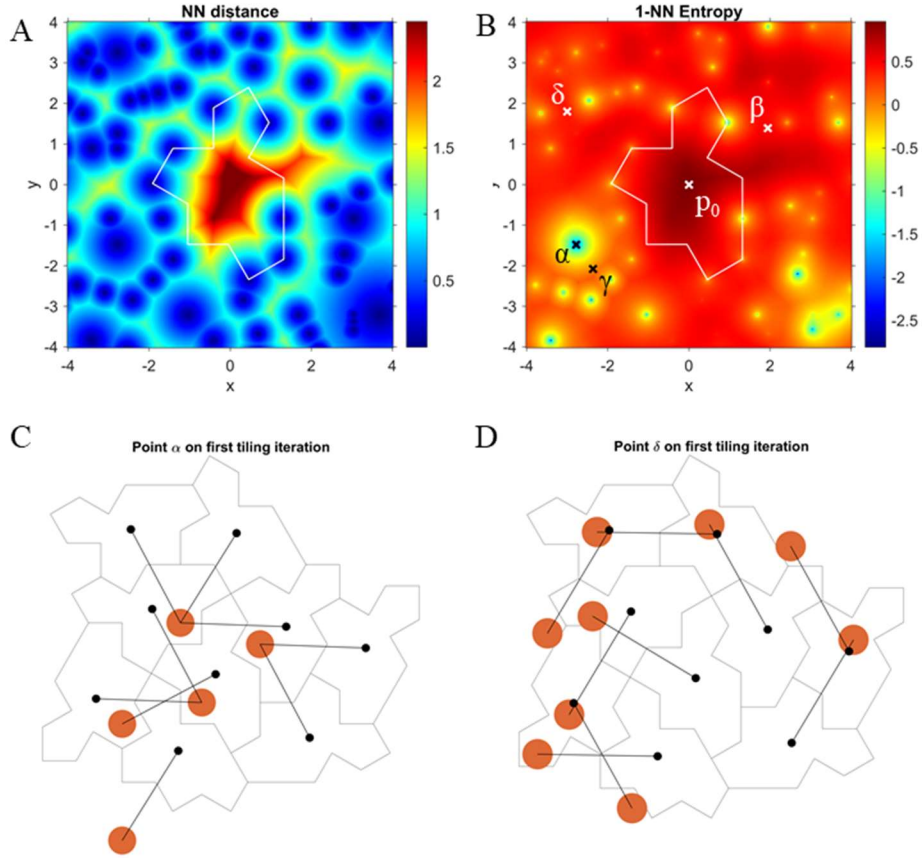 A
NN distance
B
1-NN Entropy
4
3
2
1
0
-1
-2
-3
-4
y
-4
-2
0
2
4
x
2
1.5
1
0.5
4
3
2
1
0
-1
-2
-3
-4
-4
-2
0
2
4
x
δ
β
p0
α
γ
0.5
0
-0.5
-1
-1.5
-2
-2.5
C
Point α on first tiling iteration
D
Point δ on first tiling iteration